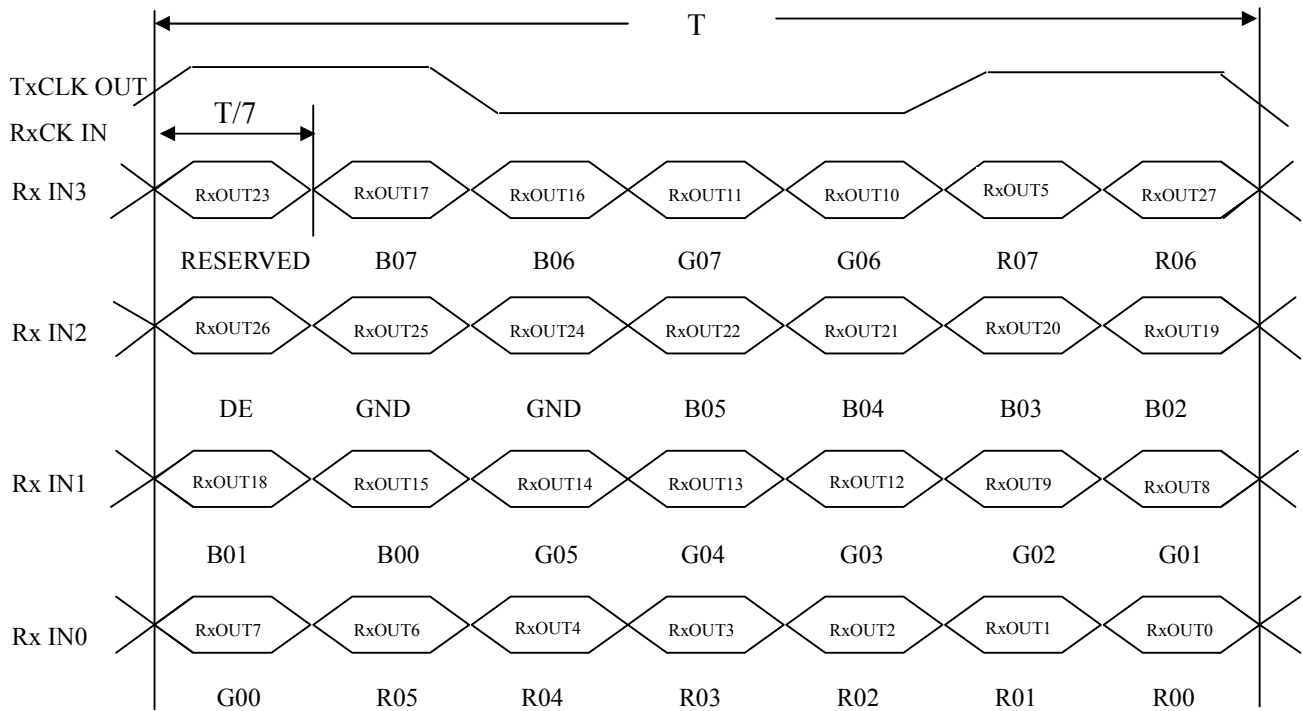 T
TxCLK OUT
T/7
RxCK IN
Rx IN3 RxOUT23 RxOUT17 RxOUT16 RxOUT11 RxOUT10 RxOUT5 RxOUT27
RESERVED B07 B06 G07 G06 R07 R06
Rx IN2 RxOUT26 RxOUT25 RxOUT24 RxOUT22 RxOUT21 RxOUT20 RxOUT19
DE GND GND B05 B04 B03 B02
Rx IN1 RxOUT18 RxOUT15 RxOUT14 RxOUT13 RxOUT12 RxOUT9 RxOUT8
B01 B00 G05 G04 G03 G02 G01
Rx IN0 RxOUT7 RxOUT6 RxOUT4 RxOUT3 RxOUT2 RxOUT1 RxOUT0
G00 R05 R04 R03 R02 R01 R00